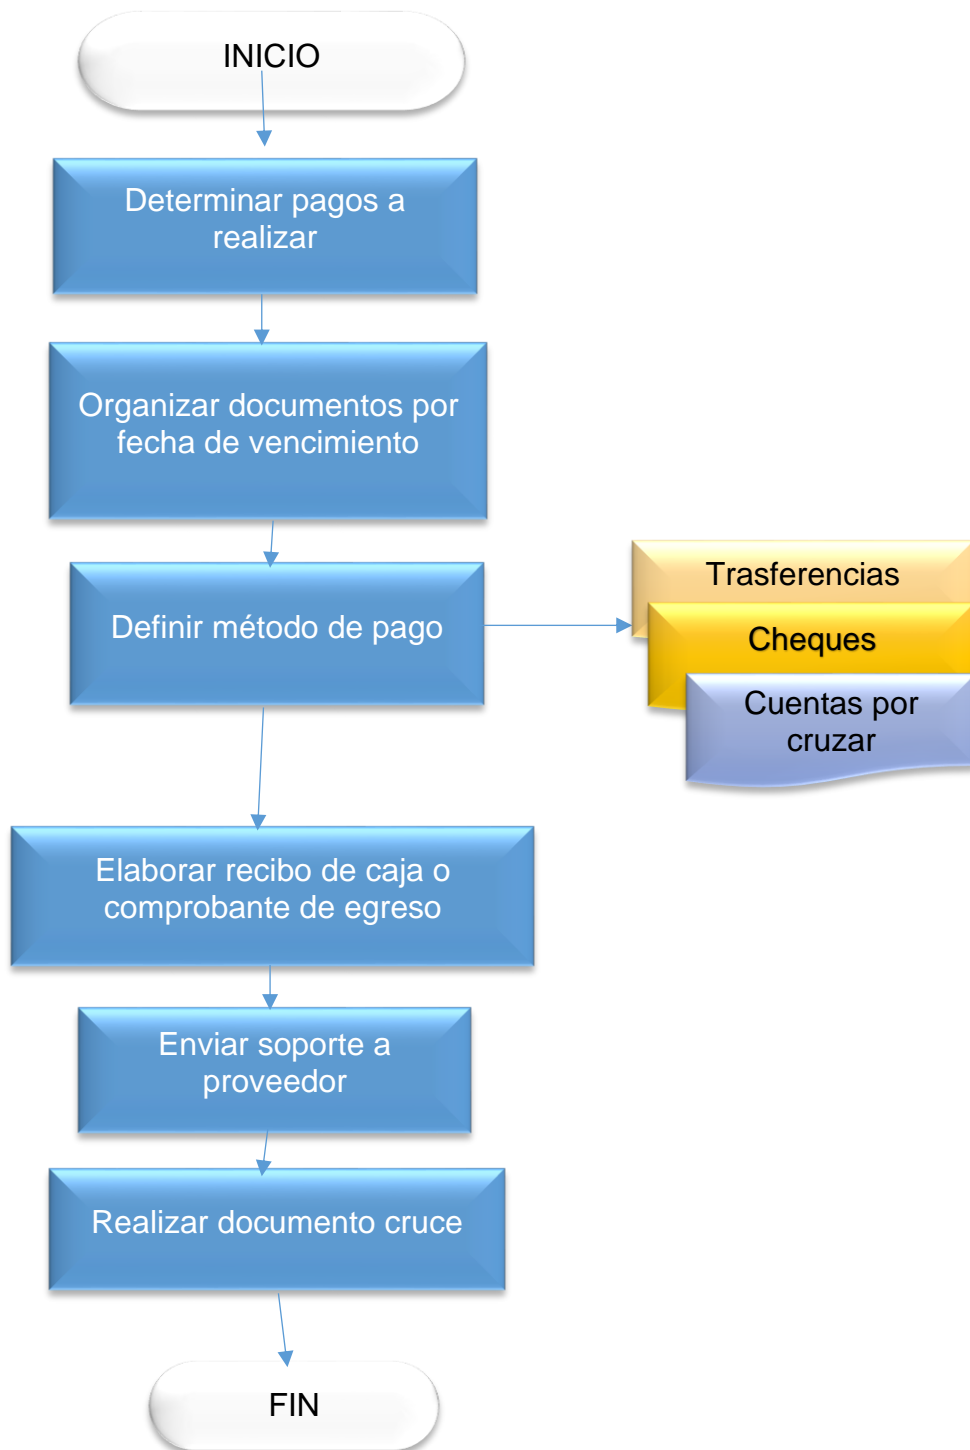 INICIO
Determinar pagos a
realizar
Organizar documentos por
fecha de vencimiento
Definir método de pago
Trasferencias
Cheques
Cuentas por
cruzar
Elaborar recibo de caja o
comprobante de egreso
Enviar soporte a
proveedor
Realizar documento cruce
FIN